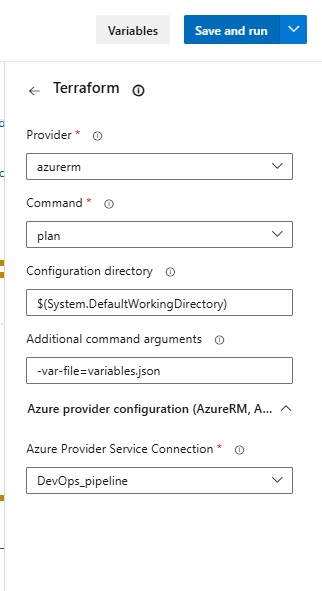 Variables
Save and run
Terraform
Provider *
azurerm
Command *
plan
Configuration directory
$(System.DefaultWorkingDirectory)
Additional command arguments
-var-file=variables.json
Azure provider configuration (AzureRM, A...
Azure Provider Service Connection *
DevOps_pipeline